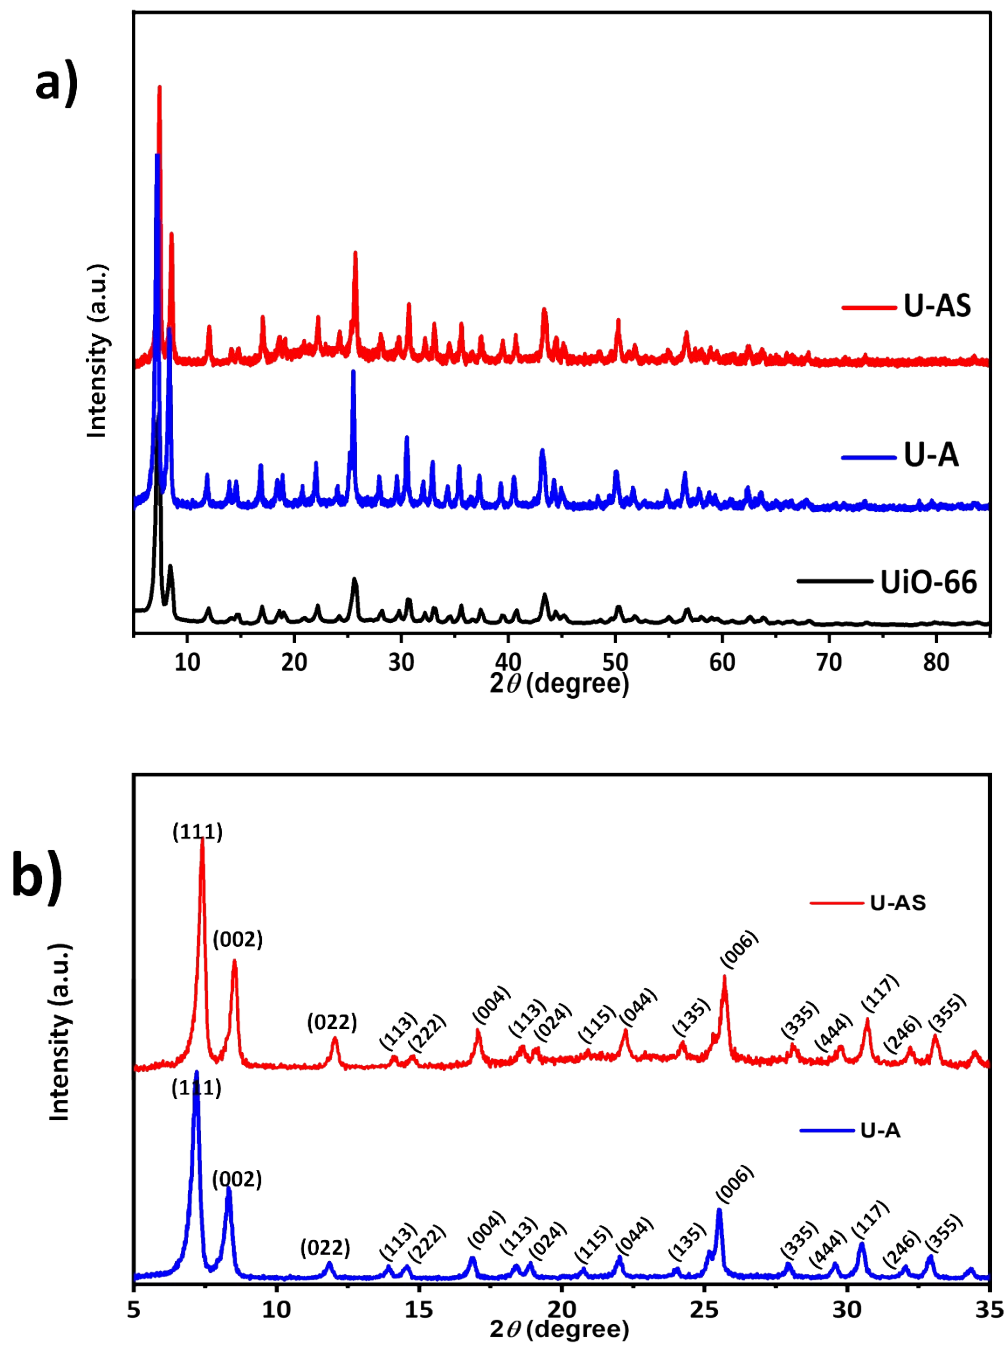 a)
Intensity (a.u.)
U-AS
U-A
UiO-66
10 20 30 40 50 60 70 80
2θ (degree)
b)
Intensity (a.u.)
(111)
(002)
(022)
(113)
(222)
(004)
(113)
(024)
(115)
(044)
(135)
(006)
(335)
(444)
(117)
(246)
(355)
U-AS
(111)
(002)
(022)
(113)
(222)
(004)
(113)
(024)
(115)
(044)
(135)
(006)
(335)
(444)
(117)
(246)
(355)
U-A
5 10 15 20 25 30 35
2θ (degree)